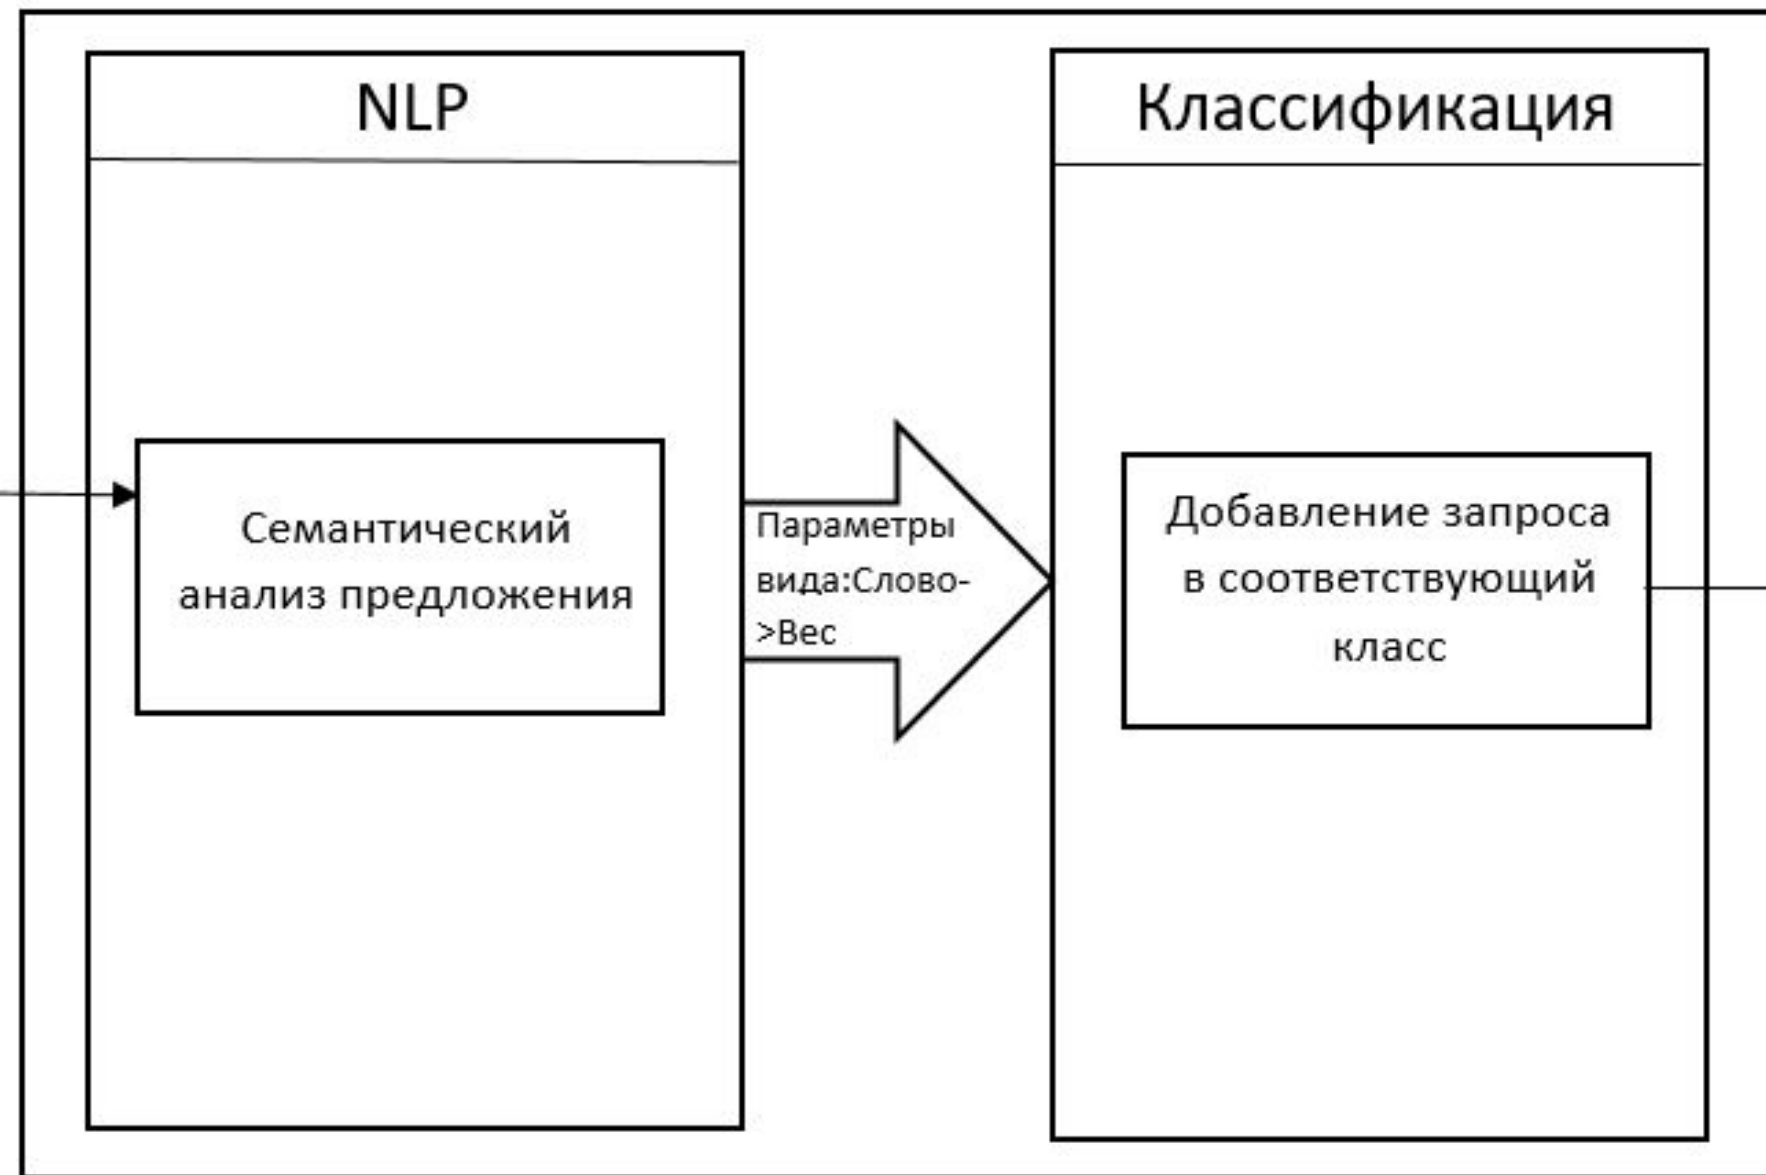 NLP
Семантический
анализ предложения
Параметры
вида:Слово-
>Вес
Классификация
Добавление запроса
в соответствующий
класс